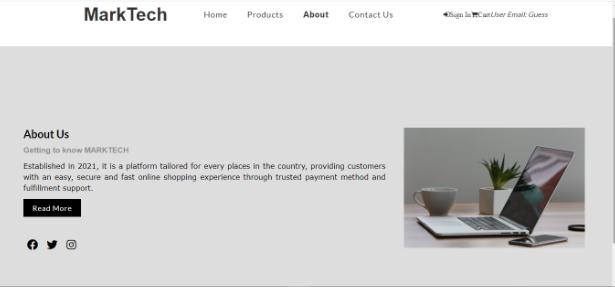 MarkTech
Home Products About Contact Us
Sign In Cart User Email: Guess
About Us
Getting to know MARKTECH
Established in 2021, it is a platform tailored for every places in the country, providing customers
with an easy, secure and fast online shopping experience through trusted payment method and
fulfillment support.
Read More